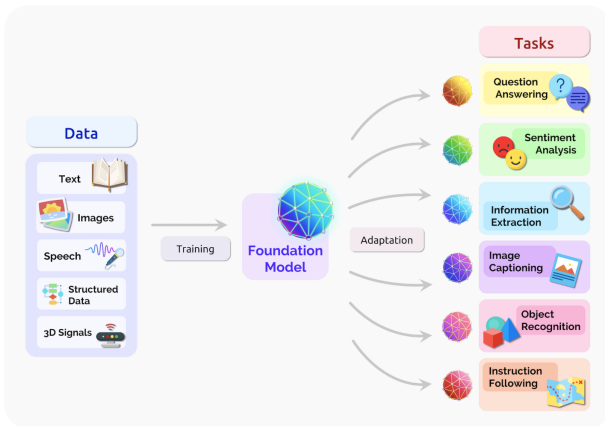 Data
Text
Images
Speech
Structured
Data
3D Signals
Training
Foundation
Model
Adaptation
Tasks
Question
Answering
Sentiment
Analysis
Information
Extraction
Image
Captioning
Object
Recognition
Instruction
Following